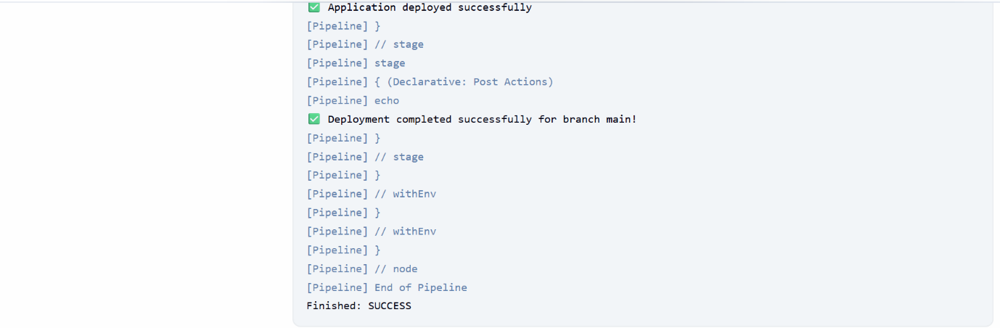 ✅ Application deployed successfully
[Pipeline] }
[Pipeline] // stage
[Pipeline] stage
[Pipeline] { (Declarative: Post Actions)
[Pipeline] echo
✅ Deployment completed successfully for branch main!
[Pipeline] }
[Pipeline] // stage
[Pipeline] }
[Pipeline] // withEnv
[Pipeline] }
[Pipeline] // withEnv
[Pipeline] }
[Pipeline] // node
[Pipeline] End of Pipeline
Finished: SUCCESS